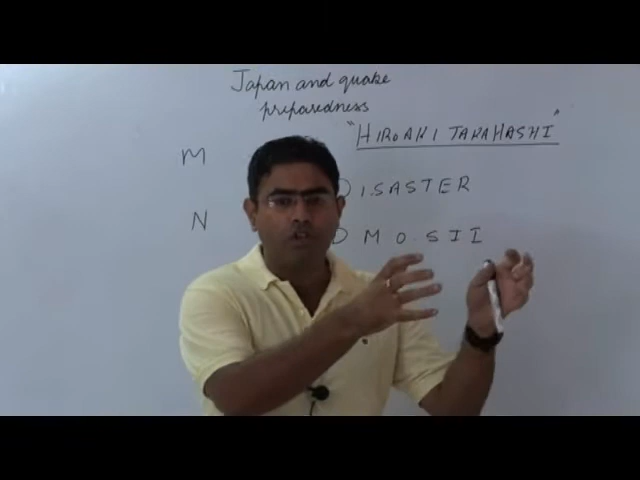 Japan and quake
preparedness
"HIROAKI TAKAHASHI"
M
DISASTER
N
D M O S I I